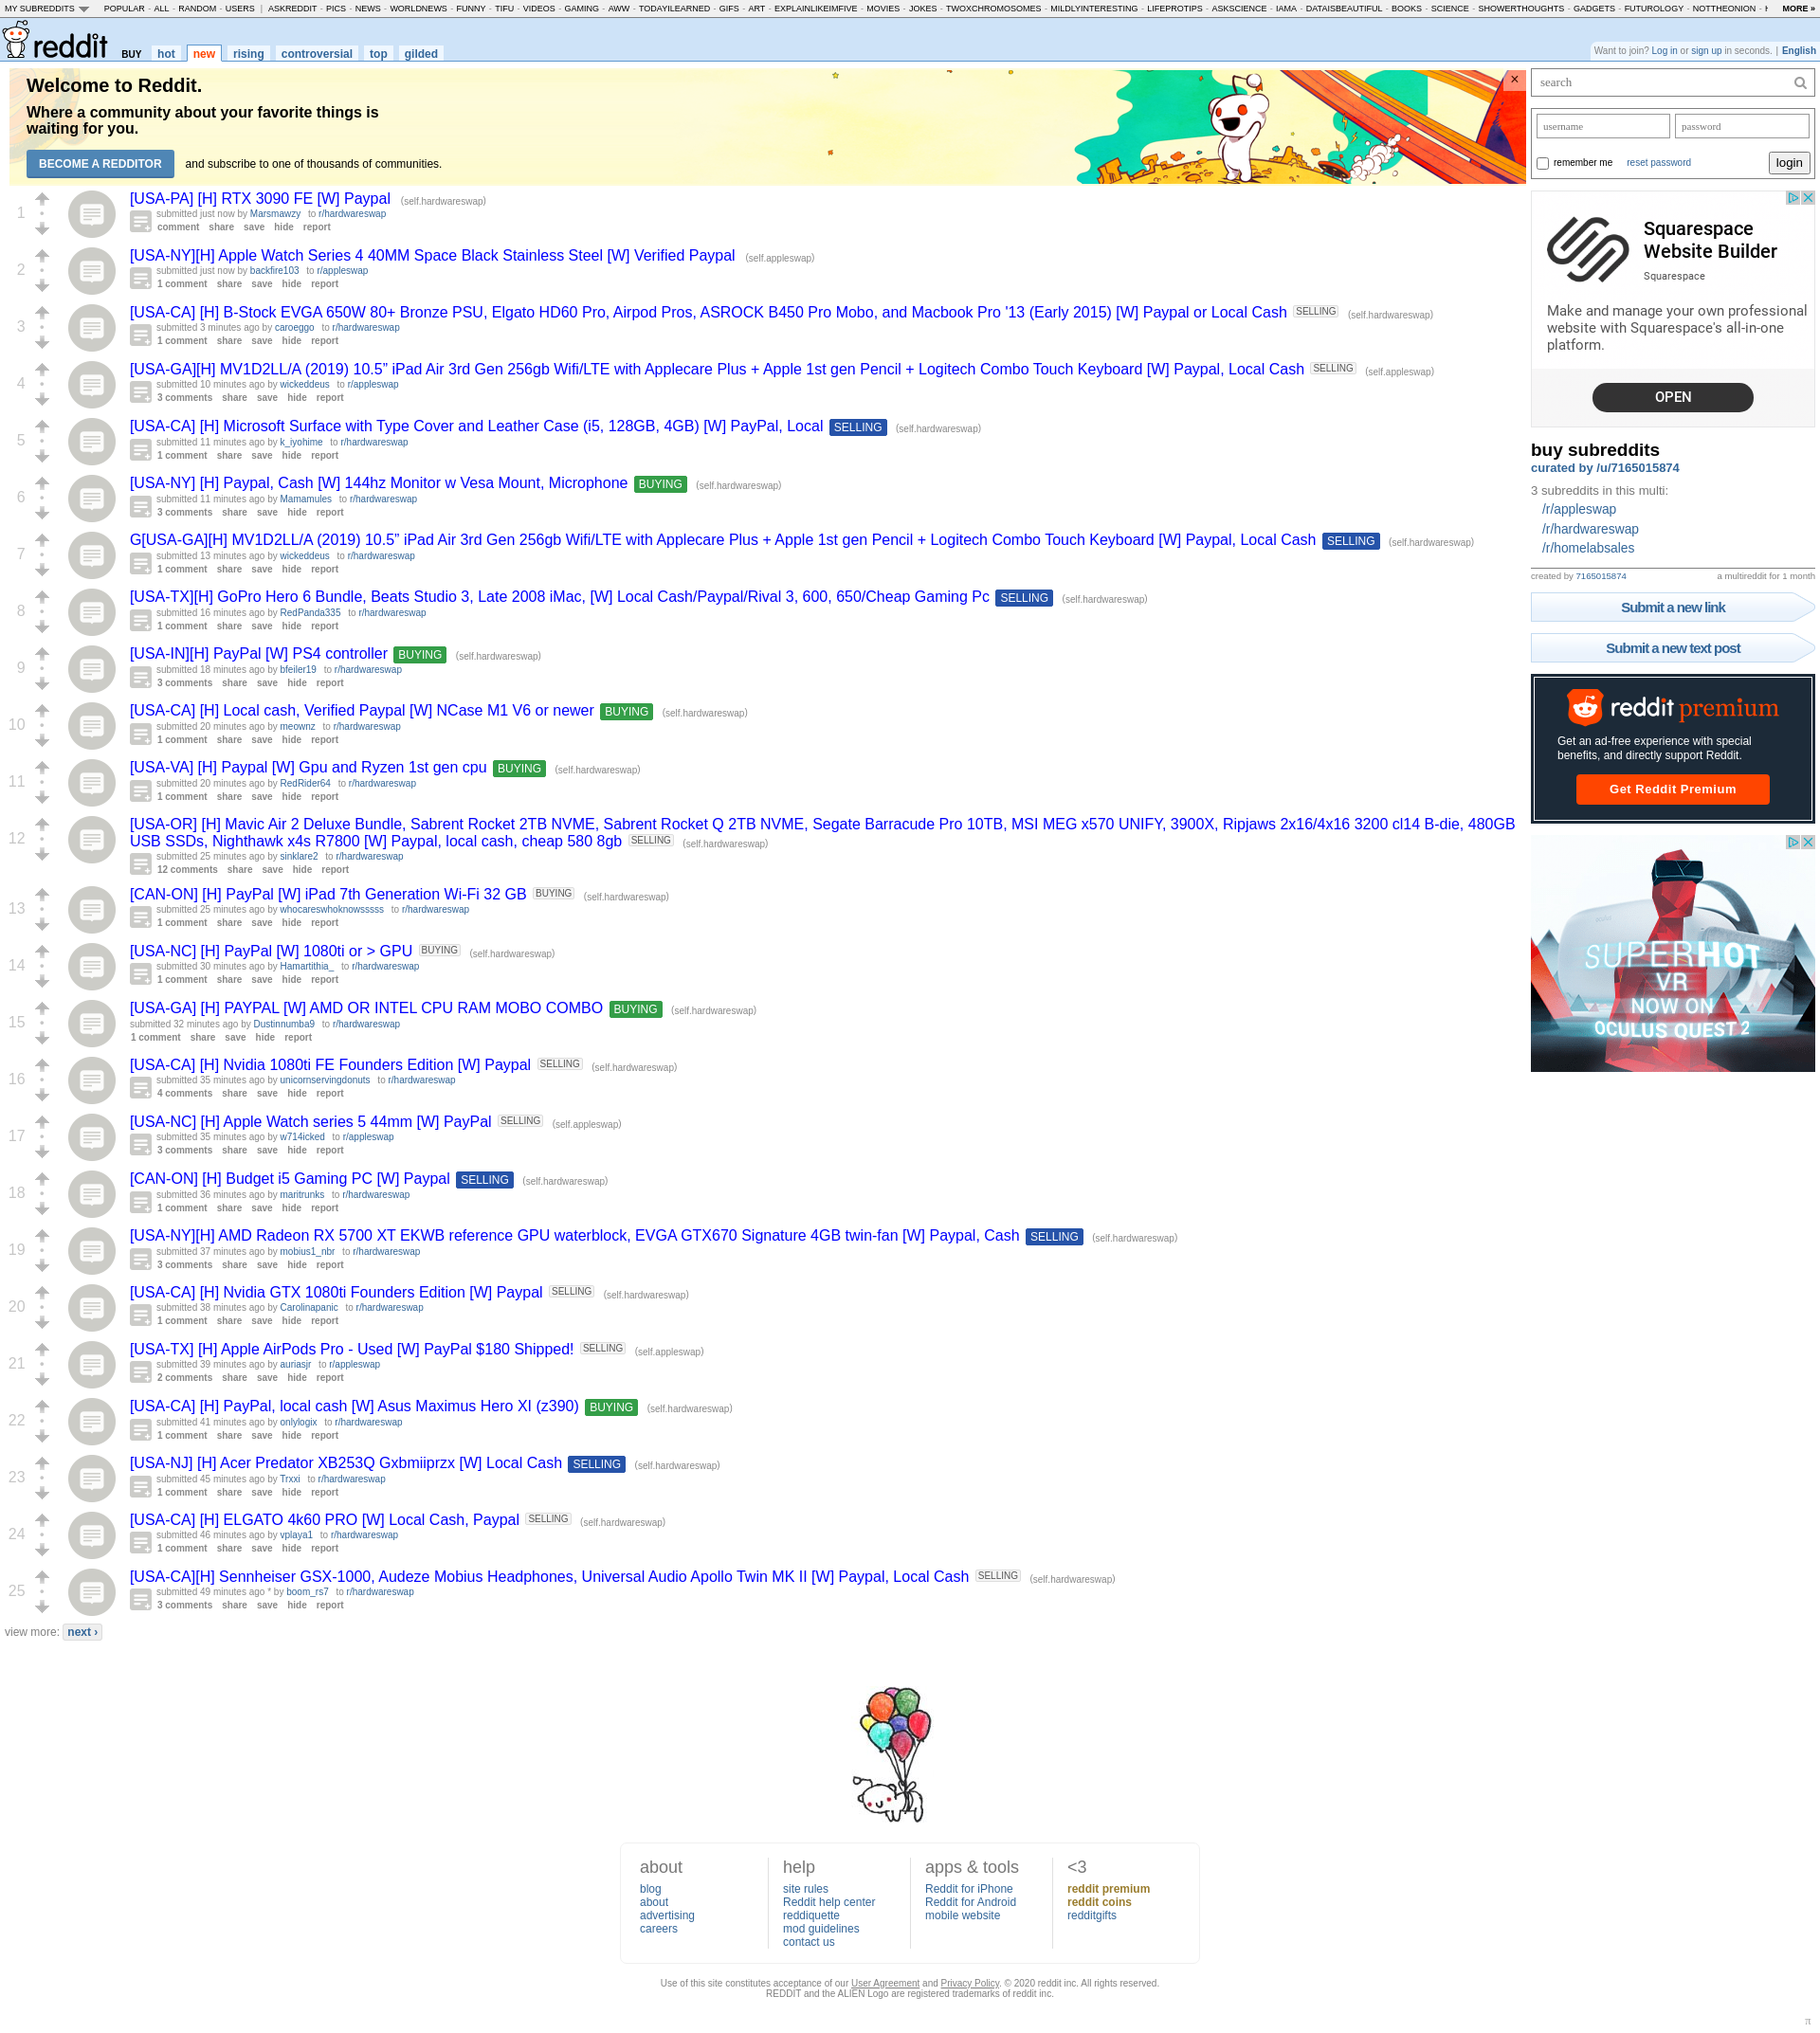 MY SUBREDDITS POPULAR - ALL - RANDOM - USERS | ASKREDDIT - PICS - NEWS - WORLDNEWS - FUNNY - TIFU - VIDEOS - GAMING - AWW - TODAYILEARNED - GIFS - ART - EXPLAINLIKEIMFIVE - MOVIES - JOKES - TWOXCHROMOSOMES - MILDLYINTERESTING - LIFEPROTIPS - ASKSCIENCE - IAMA - DATAISBEAUTIFUL - BOOKS - SCIENCE - SHOWERTHOUGHTS - GADGETS - FUTUROLOGY - NOTTHEONION - MORE »
reddit BUY hot new rising controversial top gilded
Want to join? Log in or sign up in seconds. | English
Welcome to Reddit.
Where a community about your favorite things is
waiting for you.
BECOME A REDDITOR and subscribe to one of thousands of communities.
×
1
[USA-PA] [H] RTX 3090 FE [W] Paypal (self.hardwareswap)
submitted just now by Marsmawzy to r/hardwareswap
comment share save hide report
2
[USA-NY][H] Apple Watch Series 4 40MM Space Black Stainless Steel [W] Verified Paypal (self.appleswap)
submitted just now by backfire103 to r/appleswap
1 comment share save hide report
3
[USA-CA] [H] B-Stock EVGA 650W 80+ Bronze PSU, Elgato HD60 Pro, Airpod Pros, ASROCK B450 Pro Mobo, and Macbook Pro '13 (Early 2015) [W] Paypal or Local Cash SELLING (self.hardwareswap)
submitted 3 minutes ago by caroeggo to r/hardwareswap
1 comment share save hide report
4
[USA-GA][H] MV1D2LL/A (2019) 10.5” iPad Air 3rd Gen 256gb Wifi/LTE with Applecare Plus + Apple 1st gen Pencil + Logitech Combo Touch Keyboard [W] Paypal, Local Cash SELLING (self.appleswap)
submitted 10 minutes ago by wickeddeus to r/appleswap
3 comments share save hide report
5
[USA-CA] [H] Microsoft Surface with Type Cover and Leather Case (i5, 128GB, 4GB) [W] PayPal, Local SELLING (self.hardwareswap)
submitted 11 minutes ago by k_iyohime to r/hardwareswap
1 comment share save hide report
6
[USA-NY] [H] Paypal, Cash [W] 144hz Monitor w Vesa Mount, Microphone BUYING (self.hardwareswap)
submitted 11 minutes ago by Mamamules to r/hardwareswap
3 comments share save hide report
7
G[USA-GA][H] MV1D2LL/A (2019) 10.5” iPad Air 3rd Gen 256gb Wifi/LTE with Applecare Plus + Apple 1st gen Pencil + Logitech Combo Touch Keyboard [W] Paypal, Local Cash SELLING (self.hardwareswap)
submitted 13 minutes ago by wickeddeus to r/hardwareswap
1 comment share save hide report
8
[USA-TX][H] GoPro Hero 6 Bundle, Beats Studio 3, Late 2008 iMac, [W] Local Cash/Paypal/Rival 3, 600, 650/Cheap Gaming Pc SELLING (self.hardwareswap)
submitted 16 minutes ago by RedPanda335 to r/hardwareswap
1 comment share save hide report
9
[USA-IN][H] PayPal [W] PS4 controller BUYING (self.hardwareswap)
submitted 18 minutes ago by bfeiler19 to r/hardwareswap
3 comments share save hide report
10
[USA-CA] [H] Local cash, Verified Paypal [W] NCase M1 V6 or newer BUYING (self.hardwareswap)
submitted 20 minutes ago by meownz to r/hardwareswap
1 comment share save hide report
11
[USA-VA] [H] Paypal [W] Gpu and Ryzen 1st gen cpu BUYING (self.hardwareswap)
submitted 20 minutes ago by RedRider64 to r/hardwareswap
1 comment share save hide report
12
[USA-OR] [H] Mavic Air 2 Deluxe Bundle, Sabrent Rocket 2TB NVME, Sabrent Rocket Q 2TB NVME, Segate Barracude Pro 10TB, MSI MEG x570 UNIFY, 3900X, Ripjaws 2x16/4x16 3200 cl14 B-die, 480GB
USB SSDs, Nighthawk x4s R7800 [W] Paypal, local cash, cheap 580 8gb SELLING (self.hardwareswap)
submitted 25 minutes ago by sinklare2 to r/hardwareswap
12 comments share save hide report
13
[CAN-ON] [H] PayPal [W] iPad 7th Generation Wi-Fi 32 GB BUYING (self.hardwareswap)
submitted 25 minutes ago by whocareswhoknowsssss to r/hardwareswap
1 comment share save hide report
14
[USA-NC] [H] PayPal [W] 1080ti or > GPU BUYING (self.hardwareswap)
submitted 30 minutes ago by Hamartithia_ to r/hardwareswap
1 comment share save hide report
15
[USA-GA] [H] PAYPAL [W] AMD OR INTEL CPU RAM MOBO COMBO BUYING (self.hardwareswap)
submitted 32 minutes ago by Dustinnumba9 to r/hardwareswap
1 comment share save hide report
16
[USA-CA] [H] Nvidia 1080ti FE Founders Edition [W] Paypal SELLING (self.hardwareswap)
submitted 35 minutes ago by unicornservingdonuts to r/hardwareswap
4 comments share save hide report
17
[USA-NC] [H] Apple Watch series 5 44mm [W] PayPal SELLING (self.appleswap)
submitted 35 minutes ago by w714icked to r/appleswap
3 comments share save hide report
18
[CAN-ON] [H] Budget i5 Gaming PC [W] Paypal SELLING (self.hardwareswap)
submitted 36 minutes ago by maritrunks to r/hardwareswap
1 comment share save hide report
19
[USA-NY][H] AMD Radeon RX 5700 XT EKWB reference GPU waterblock, EVGA GTX670 Signature 4GB twin-fan [W] Paypal, Cash SELLING (self.hardwareswap)
submitted 37 minutes ago by mobius1_nbr to r/hardwareswap
3 comments share save hide report
20
[USA-CA] [H] Nvidia GTX 1080ti Founders Edition [W] Paypal SELLING (self.hardwareswap)
submitted 38 minutes ago by Carolinapanic to r/hardwareswap
1 comment share save hide report
21
[USA-TX] [H] Apple AirPods Pro - Used [W] PayPal $180 Shipped! SELLING (self.appleswap)
submitted 39 minutes ago by auriasjr to r/appleswap
2 comments share save hide report
22
[USA-CA] [H] PayPal, local cash [W] Asus Maximus Hero XI (z390) BUYING (self.hardwareswap)
submitted 41 minutes ago by onlylogix to r/hardwareswap
1 comment share save hide report
23
[USA-NJ] [H] Acer Predator XB253Q Gxbmiiprzx [W] Local Cash SELLING (self.hardwareswap)
submitted 45 minutes ago by Trxxi to r/hardwareswap
1 comment share save hide report
24
[USA-CA] [H] ELGATO 4k60 PRO [W] Local Cash, Paypal SELLING (self.hardwareswap)
submitted 46 minutes ago by vplaya1 to r/hardwareswap
1 comment share save hide report
25
[USA-CA][H] Sennheiser GSX-1000, Audeze Mobius Headphones, Universal Audio Apollo Twin MK II [W] Paypal, Local Cash SELLING (self.hardwareswap)
submitted 49 minutes ago * by boom_rs7 to r/hardwareswap
3 comments share save hide report
view more: next ›
search
username password
remember me reset password login
Squarespace
Website Builder
Squarespace
Make and manage your own professional
website with Squarespace's all-in-one
platform.
OPEN
buy subreddits
curated by /u/7165015874
3 subreddits in this multi:
/r/appleswap
/r/hardwareswap
/r/homelabsales
created by 7165015874 a multireddit for 1 month
Submit a new link
Submit a new text post
reddit premium
Get an ad-free experience with special
benefits, and directly support Reddit.
Get Reddit Premium
SUPERHOT
VR
NOW ON
OCULUS QUEST 2
about
blog
about
advertising
careers
help
site rules
Reddit help center
reddiquette
mod guidelines
contact us
apps & tools
Reddit for iPhone
Reddit for Android
mobile website
<3
reddit premium
reddit coins
redditgifts
Use of this site constitutes acceptance of our User Agreement and Privacy Policy. © 2020 reddit inc. All rights reserved.
REDDIT and the ALIEN Logo are registered trademarks of reddit inc.
π